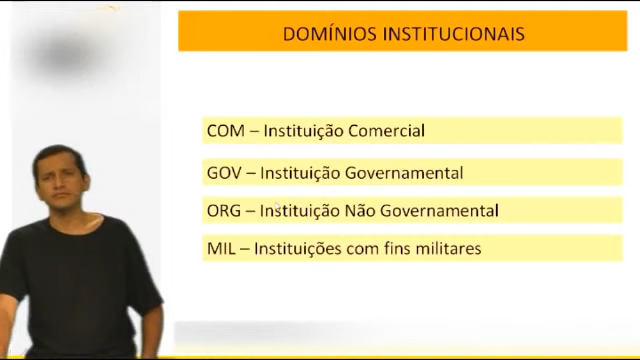 DOMÍNIOS INSTITUCIONAIS
COM – Instituição Comercial
GOV – Instituição Governamental
ORG – Instituição Não Governamental
MIL – Instituições com fins militares